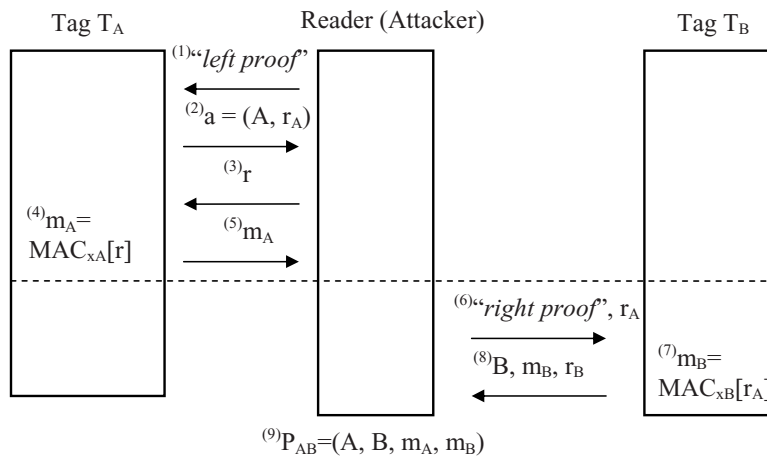 Tag T_A Reader (Attacker) Tag T_B
(1)“left proof”
(2)a = (A, r_A)
(3)r
(4)m_A=
MAC_xA[r]
(5)m_A
(6)“right proof”, r_A
(7)m_B=
MAC_xB[r_A]
(8)B, m_B, r_B
(9)P_AB=(A, B, m_A, m_B)